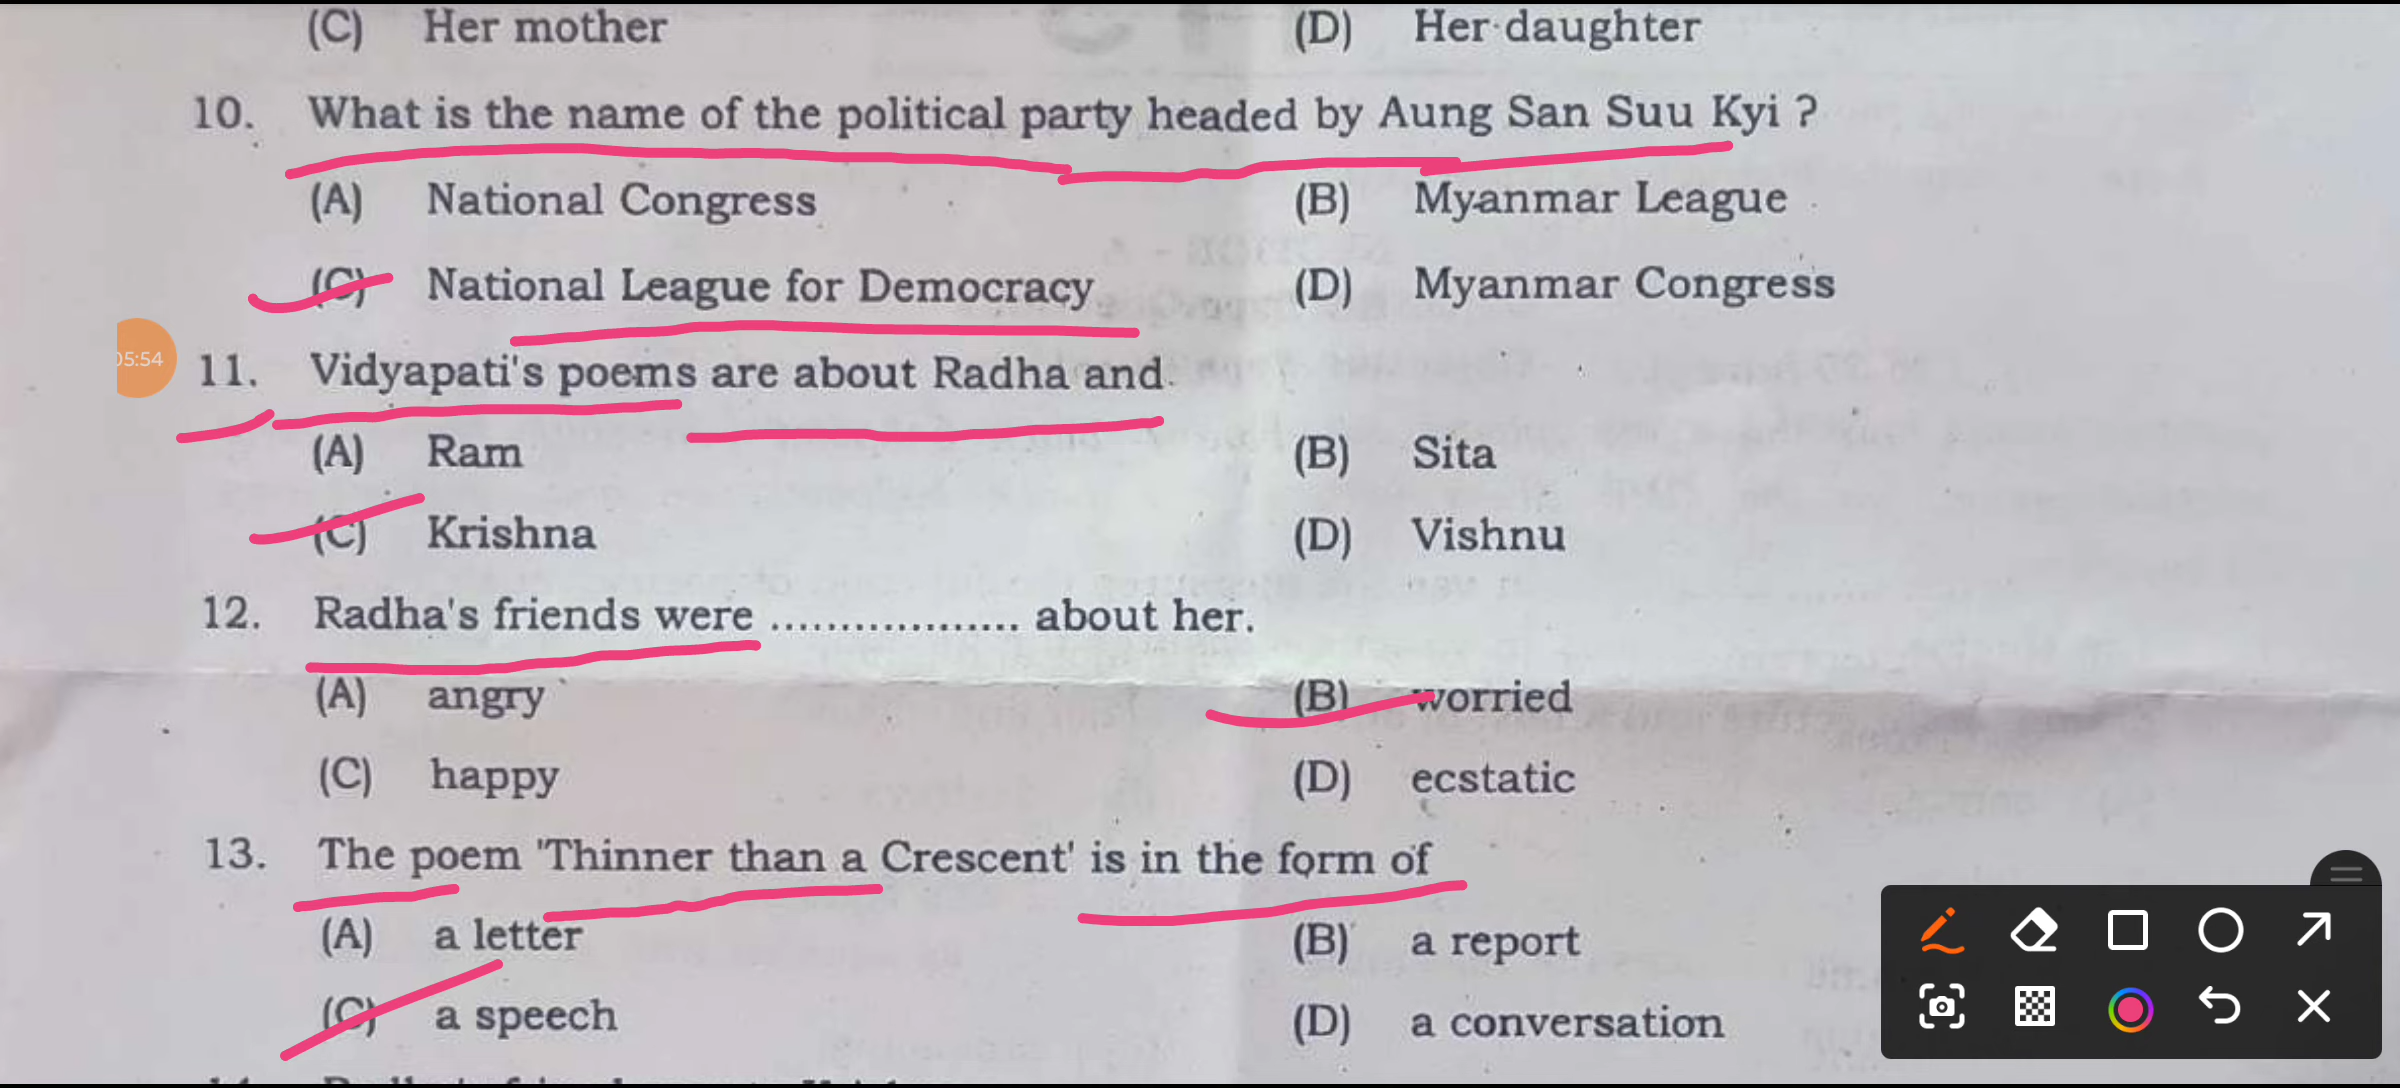 (C) Her mother (D) Her daughter
10. What is the name of the political party headed by Aung San Suu Kyi ?
(A) National Congress (B) Myanmar League
(C) National League for Democracy (D) Myanmar Congress
05:54
11. Vidyapati's poems are about Radha and
(A) Ram (B) Sita
(C) Krishna (D) Vishnu
12. Radha's friends were .................. about her.
(A) angry (B) worried
(C) happy (D) ecstatic
13. The poem 'Thinner than a Crescent' is in the form of
(A) a letter (B) a report
(C) a speech (D) a conversation